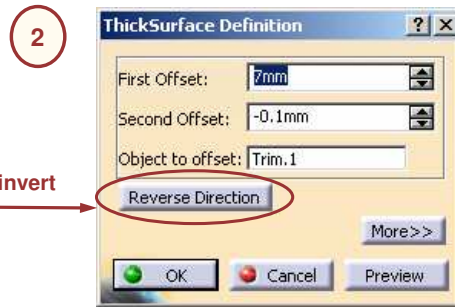 2
ThickSurface Definition
First Offset: 7mm
Second Offset: -0.1mm
Object to offset: Trim.1
invert
Reverse Direction
More>>
OK Cancel Preview